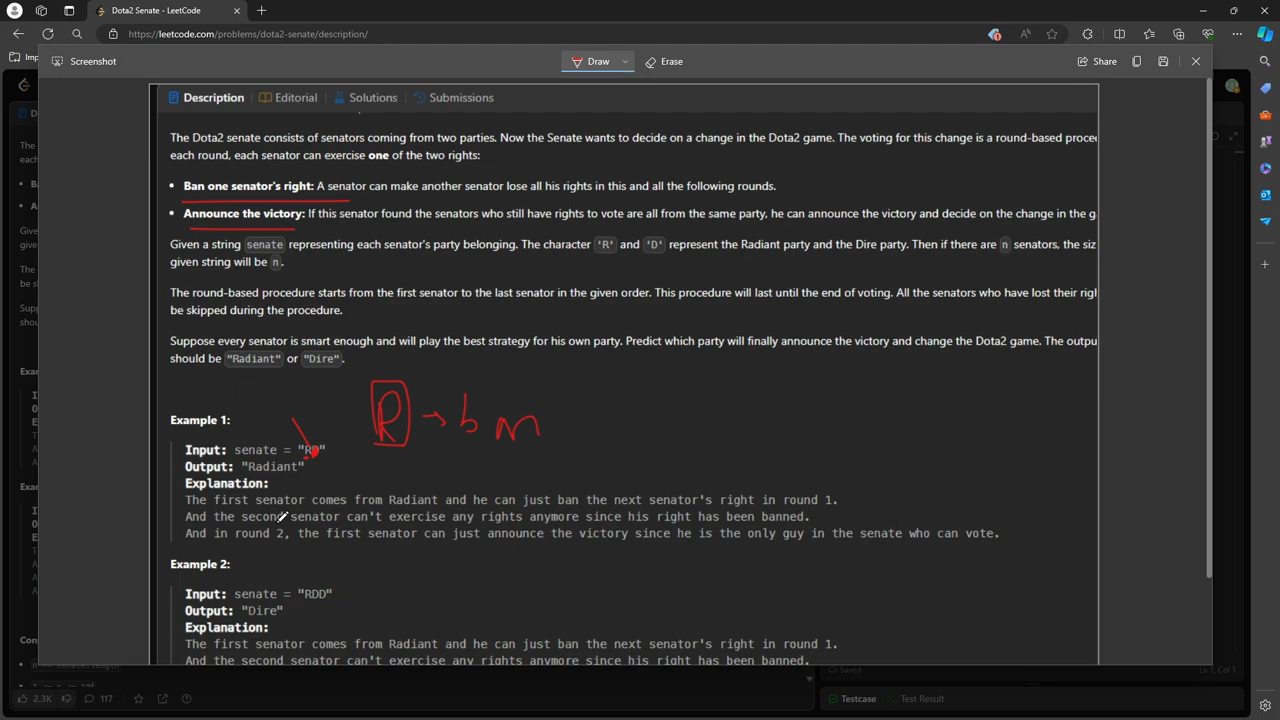 Dota2 Senate - LeetCode
https://leetcode.com/problems/dota2-senate/description/
Screenshot
Draw
Erase
Share
Description
Editorial
Solutions
Submissions
The Dota2 senate consists of senators coming from two parties. Now the Senate wants to decide on a change in the Dota2 game. The voting for this change is a round-based proce
each round, each senator can exercise one of the two rights:
• Ban one senator's right: A senator can make another senator lose all his rights in this and all the following rounds.
• Announce the victory: If this senator found the senators who still have rights to vote are all from the same party, he can announce the victory and decide on the change in the g
Given a string senate representing each senator's party belonging. The character 'R' and 'D' represent the Radiant party and the Dire party. Then if there are n senators, the siz
given string will be n.
The round-based procedure starts from the first senator to the last senator in the given order. This procedure will last until the end of voting. All the senators who have lost their righ
be skipped during the procedure.
Suppose every senator is smart enough and will play the best strategy for his own party. Predict which party will finally announce the victory and change the Dota2 game. The outpu
should be "Radiant" or "Dire".
R → b m
Example 1:
Input: senate = "RD"
Output: "Radiant"
Explanation:
The first senator comes from Radiant and he can just ban the next senator's right in round 1.
And the second senator can't exercise any rights anymore since his right has been banned.
And in round 2, the first senator can just announce the victory since he is the only guy in the senate who can vote.
Example 2:
Input: senate = "RDD"
Output: "Dire"
Explanation:
The first senator comes from Radiant and he can just ban the next senator's right in round 1.
And the second senator can't exercise any rights anymore since his right has been banned.
Saved
Ln 1, Col 1
2.3K
117
Testcase
Test Result